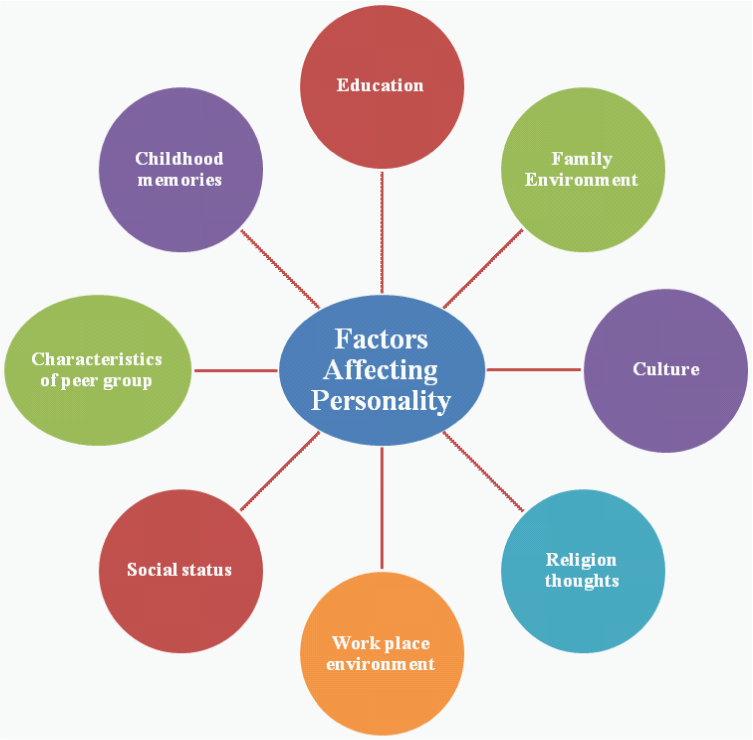 Education
Family
Environment
Childhood
memories
Factors
Affecting
Personality
Culture
Characteristics
of peer group
Religion
thoughts
Social status
Work place
environment